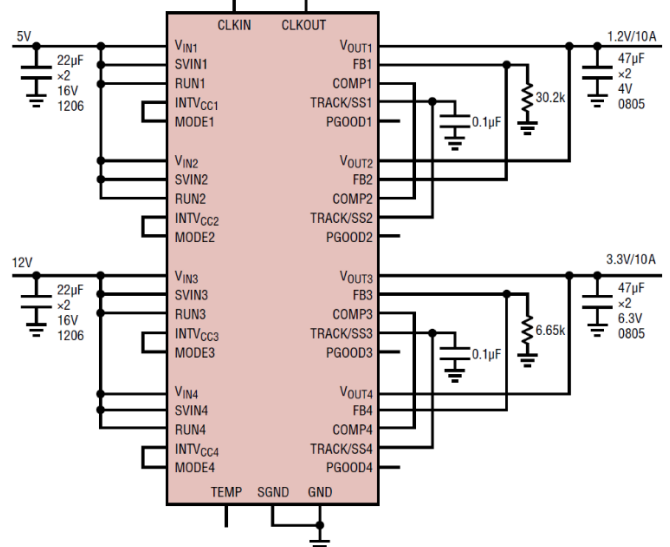 CLKIN CLKOUT
5V
22µF
×2
16V
1206
VIN1
SVIN1
RUN1
INTVCC1
MODE1
VIN2
SVIN2
RUN2
INTVCC2
MODE2
VOUT1
FB1
COMP1
TRACK/SS1
PGOOD1
VOUT2
FB2
COMP2
TRACK/SS2
PGOOD2
0.1µF
30.2k
1.2V/10A
47µF
×2
4V
0805
12V
22µF
×2
16V
1206
VIN3
SVIN3
RUN3
INTVCC3
MODE3
VIN4
SVIN4
RUN4
INTVCC4
MODE4
VOUT3
FB3
COMP3
TRACK/SS3
PGOOD3
VOUT4
FB4
COMP4
TRACK/SS4
PGOOD4
0.1µF
6.65k
3.3V/10A
47µF
×2
6.3V
0805
TEMP SGND GND